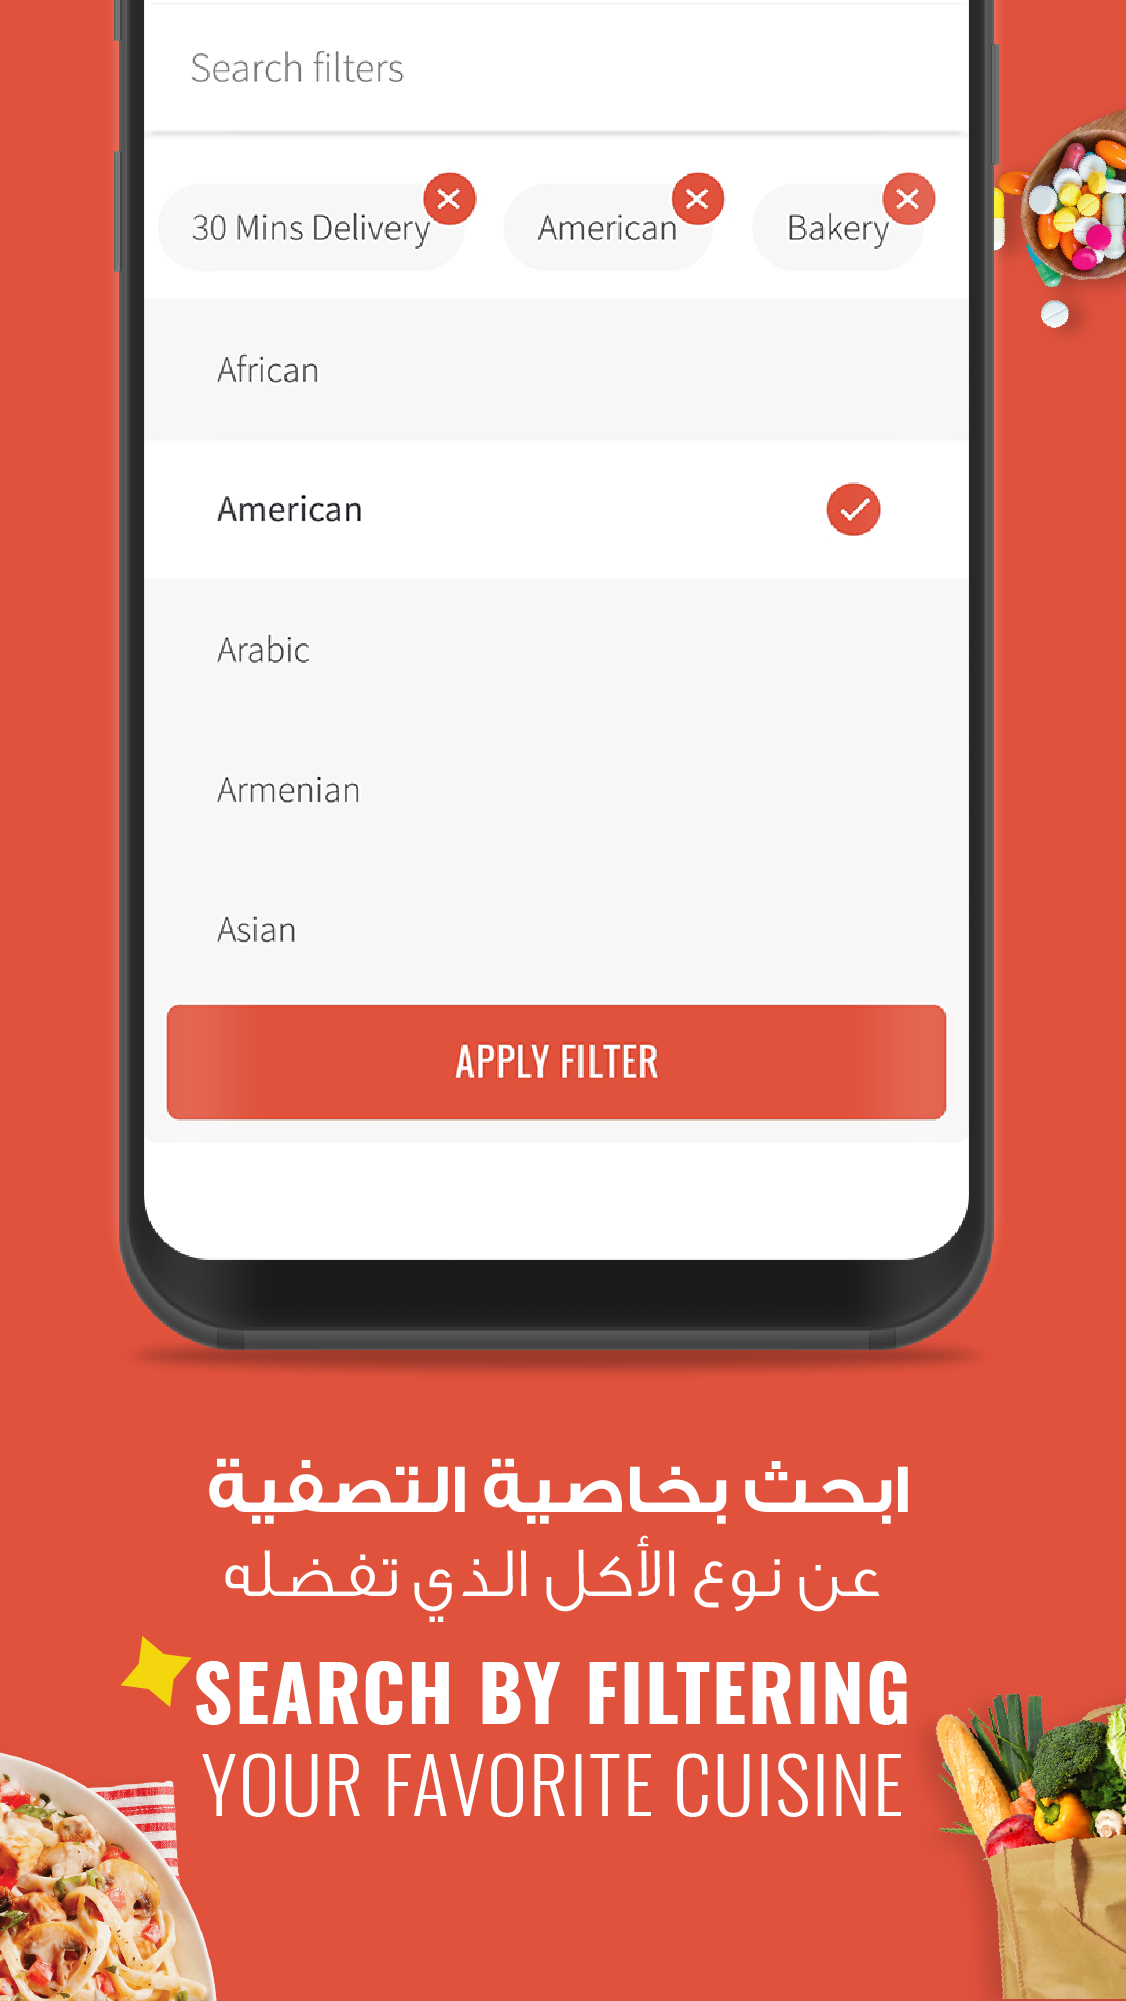 Search filters
30 Mins Delivery American Bakery
African
American
Arabic
Armenian
Asian
APPLY FILTER
ابحث بخاصية التصفية
عن نوع الأكل الذي تفضله
SEARCH BY FILTERING
YOUR FAVORITE CUISINE